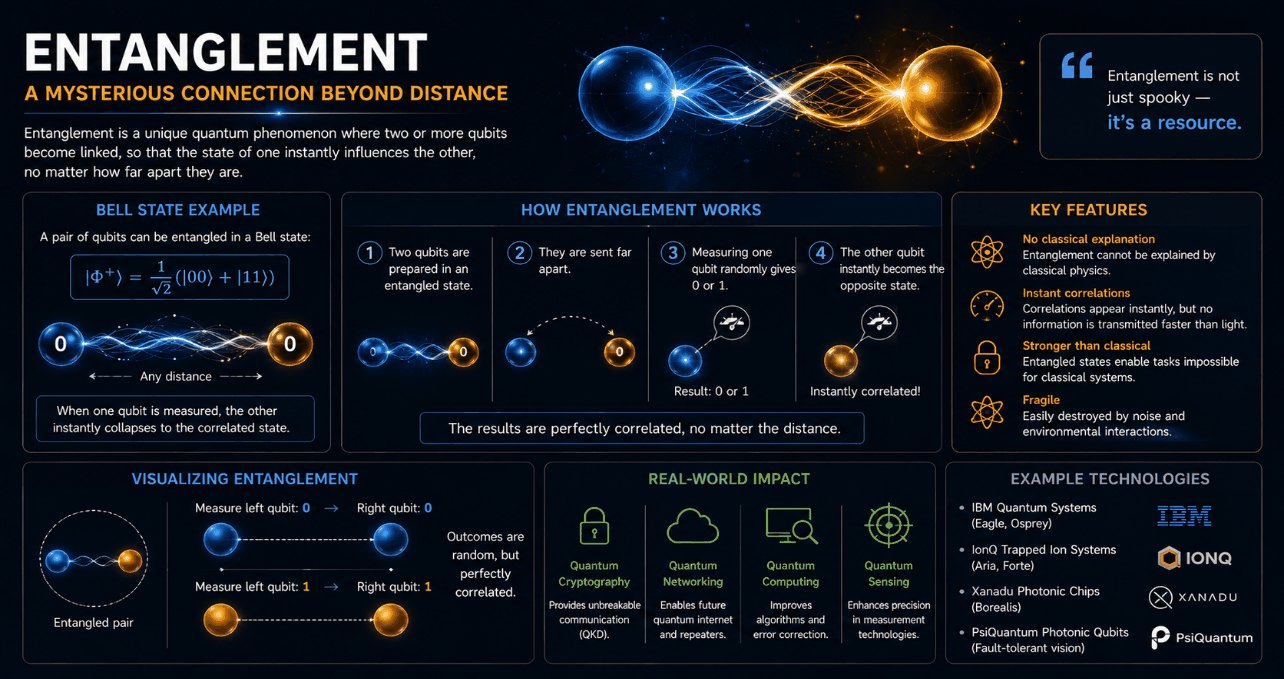 ENTANGLEMENT
A MYSTERIOUS CONNECTION BEYOND DISTANCE
Entanglement is a unique quantum phenomenon where two or more qubits
become linked, so that the state of one instantly influences the other,
no matter how far apart they are.
“
Entanglement is not
just spooky —
it's a resource.
BELL STATE EXAMPLE
A pair of qubits can be entangled in a Bell state:
|Φ⁺⟩ = 1/√2 (|00⟩ + |11⟩)
0 0
Any distance
When one qubit is measured, the other
instantly collapses to the correlated state.
HOW ENTANGLEMENT WORKS
1 Two qubits are
prepared in an
entangled state.
0 0
2 They are sent far
apart.
0
3 Measuring one
qubit randomly gives
0 or 1.
Result: 0 or 1
4 The other qubit
instantly becomes the
opposite state.
Instantly correlated!
The results are perfectly correlated, no matter the distance.
KEY FEATURES
No classical explanation
Entanglement cannot be explained by
classical physics.
Instant correlations
Correlations appear instantly, but no
information is transmitted faster than light.
Stronger than classical
Entangled states enable tasks impossible
for classical systems.
Fragile
Easily destroyed by noise and
environmental interactions.
VISUALIZING ENTANGLEMENT
Entangled pair
Measure left qubit: 0 → Right qubit: 0
Measure left qubit: 1 → Right qubit: 1
Outcomes are
random, but
perfectly
correlated.
REAL-WORLD IMPACT
Quantum
Cryptography
Provides unbreakable
communication
(QKD).
Quantum
Networking
Enables future
quantum internet
and repeaters.
Quantum
Computing
Improves
algorithms and
error correction.
Quantum
Sensing
Enhances precision
in measurement
technologies.
EXAMPLE TECHNOLOGIES
• IBM Quantum Systems
(Eagle, Osprey)
IBM
• IonQ Trapped Ion Systems
(Aria, Forte)
IONQ
• Xanadu Photonic Chips
(Borealis)
XANADU
• PsiQuantum Photonic Qubits
(Fault-tolerant vision)
PsiQuantum